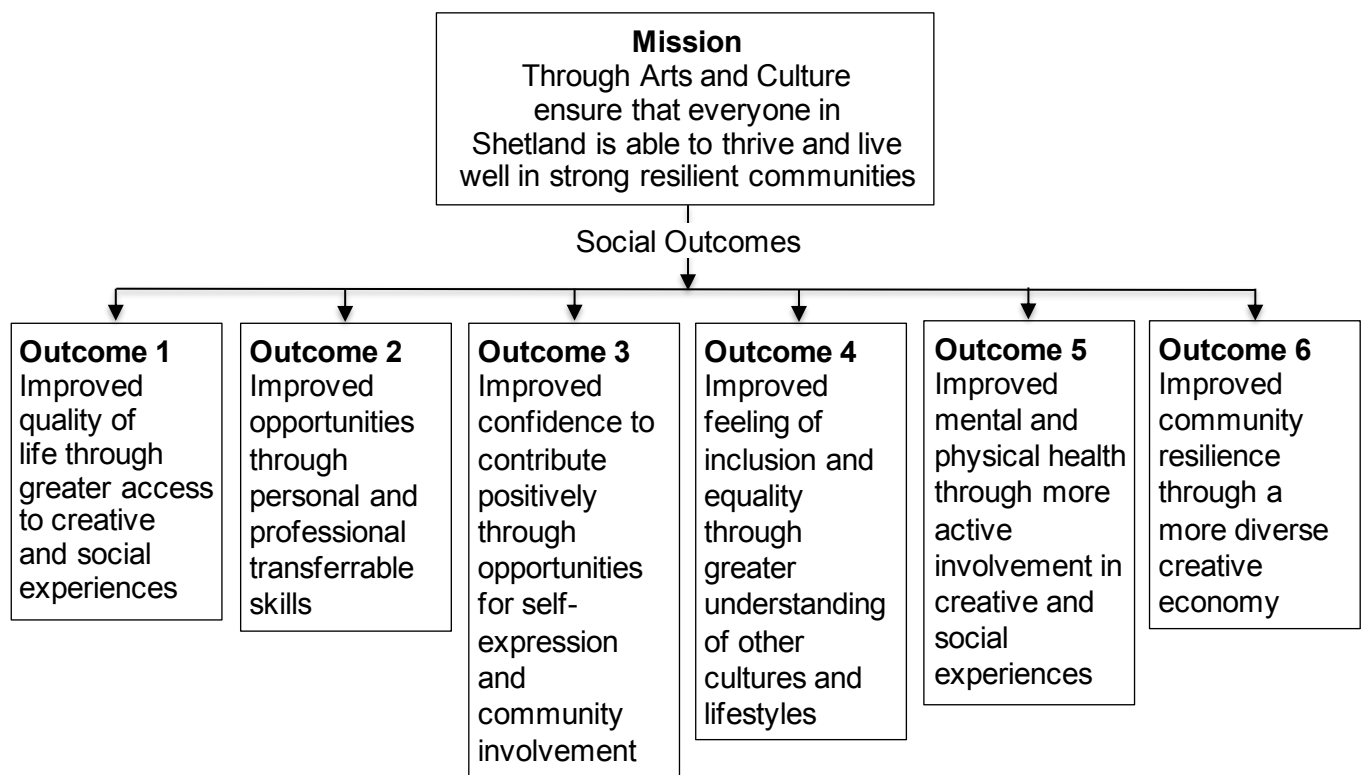 Mission
Through Arts and Culture
ensure that everyone in
Shetland is able to thrive and live
well in strong resilient communities
Social Outcomes
Outcome 1
Improved
quality of
life through
greater access
to creative
and social
experiences
Outcome 2
Improved
opportunities
through
personal and
professional
transferrable
skills
Outcome 3
Improved
confidence to
contribute
positively
through
opportunities
for self-
expression
and
community
involvement
Outcome 4
Improved
feeling of
inclusion and
equality
through
greater
understanding
of other
cultures and
lifestyles
Outcome 5
Improved
mental and
physical health
through more
active
involvement in
creative and
social
experiences
Outcome 6
Improved
community
resilience
through a
more diverse
creative
economy